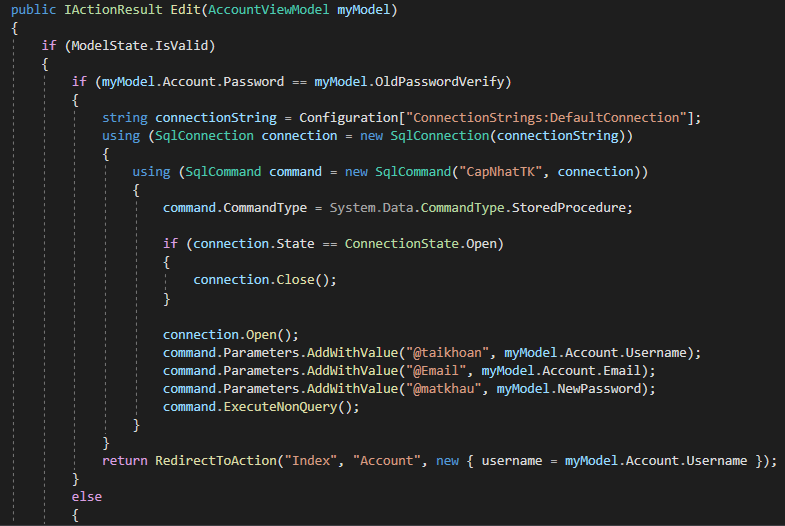 public IActionResult Edit(AccountViewModel myModel)
{
if (ModelState.IsValid)
{
if (myModel.Account.Password == myModel.OldPasswordVerify)
{
string connectionString = Configuration["ConnectionStrings:DefaultConnection"];
using (SqlConnection connection = new SqlConnection(connectionString))
{
using (SqlCommand command = new SqlCommand("CapNhatTK", connection))
{
command.CommandType = System.Data.CommandType.StoredProcedure;
if (connection.State == ConnectionState.Open)
{
connection.Close();
}
connection.Open();
command.Parameters.AddWithValue("@taikhoan", myModel.Account.Username);
command.Parameters.AddWithValue("@Email", myModel.Account.Email);
command.Parameters.AddWithValue("@matkhau", myModel.NewPassword);
command.ExecuteNonQuery();
}
}
return RedirectToAction("Index", "Account", new { username = myModel.Account.Username });
}
else
{